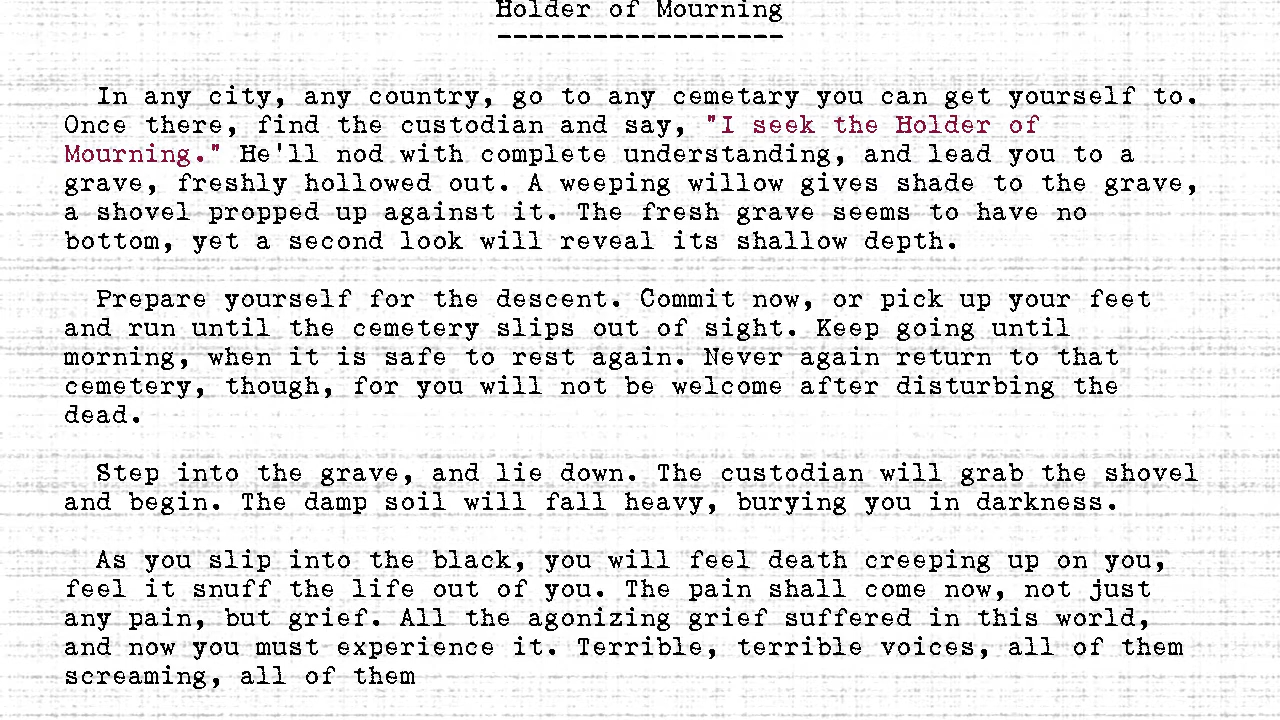 Holder of Mourning
------------------
In any city, any country, go to any cemetary you can get yourself to.
Once there, find the custodian and say, "I seek the Holder of
Mourning." He'll nod with complete understanding, and lead you to a
grave, freshly hollowed out. A weeping willow gives shade to the grave,
a shovel propped up against it. The fresh grave seems to have no
bottom, yet a second look will reveal its shallow depth.
Prepare yourself for the descent. Commit now, or pick up your feet
and run until the cemetery slips out of sight. Keep going until
morning, when it is safe to rest again. Never again return to that
cemetery, though, for you will not be welcome after disturbing the
dead.
Step into the grave, and lie down. The custodian will grab the shovel
and begin. The damp soil will fall heavy, burying you in darkness.
As you slip into the black, you will feel death creeping up on you,
feel it snuff the life out of you. The pain shall come now, not just
any pain, but grief. All the agonizing grief suffered in this world,
and now you must experience it. Terrible, terrible voices, all of them
screaming, all of them